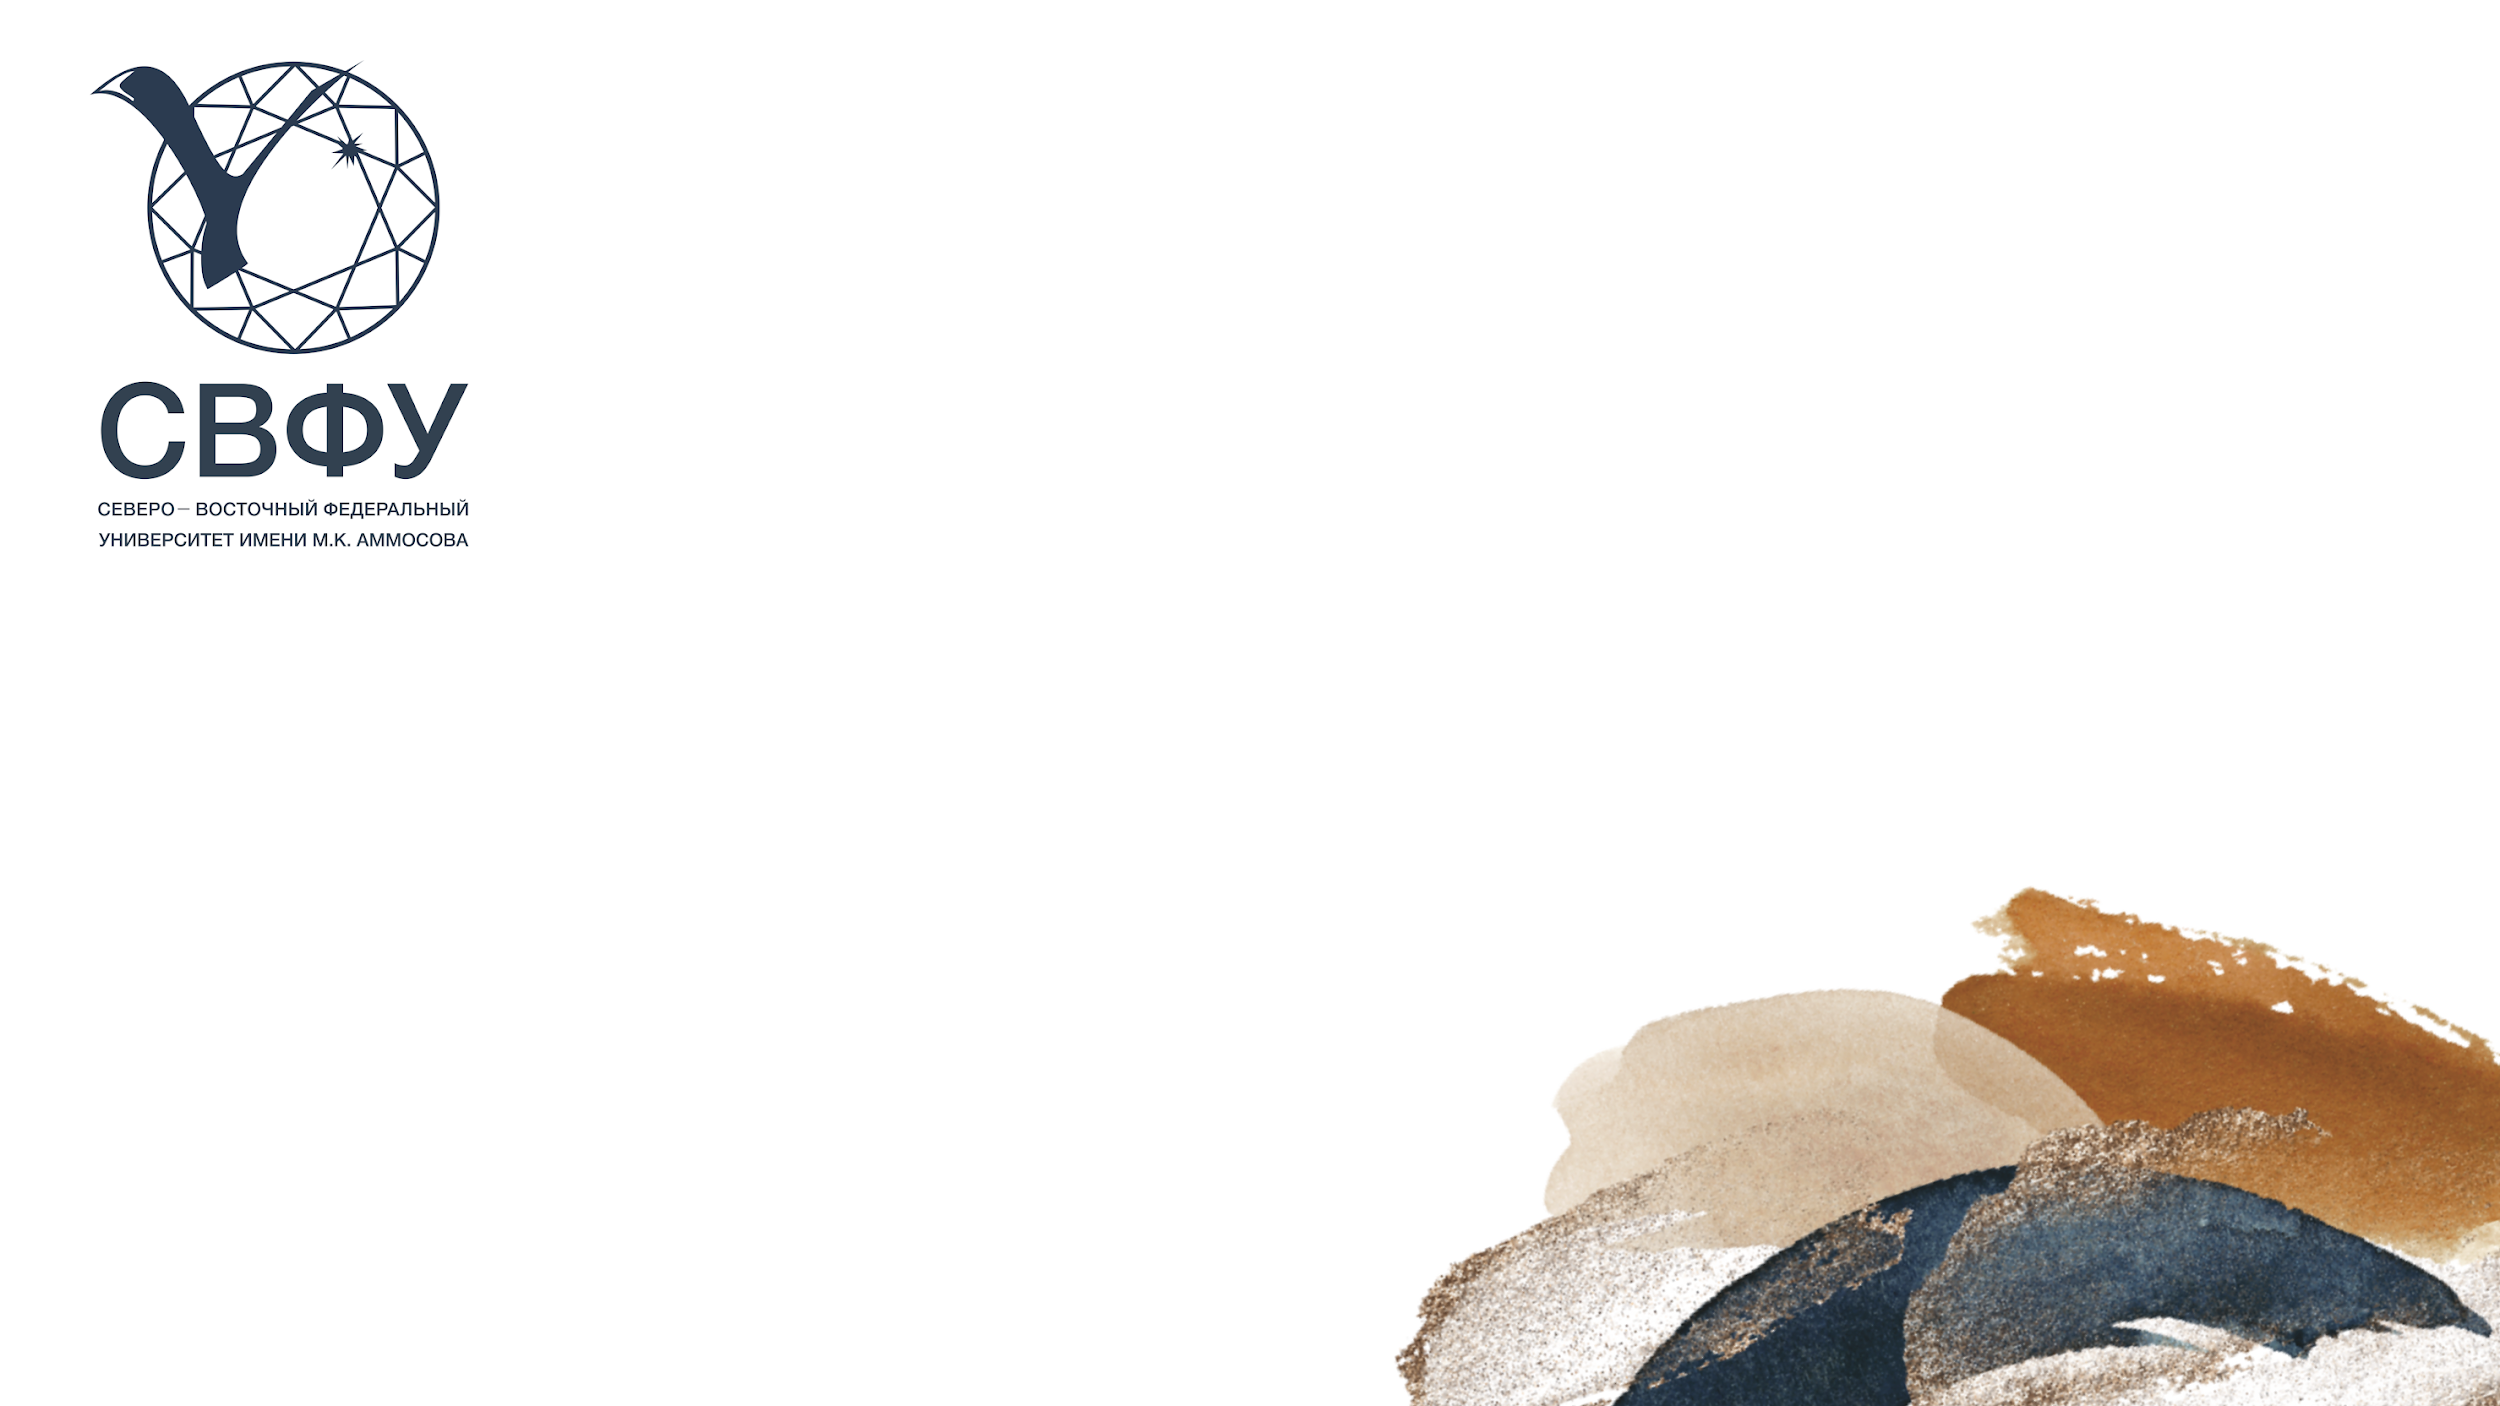 СВФУ
СЕВЕРО— ВОСТОЧНЫЙ ФЕДЕРАЛЬНЫЙ
УНИВЕРСИТЕТ ИМЕНИ М.К. АММОСОВА